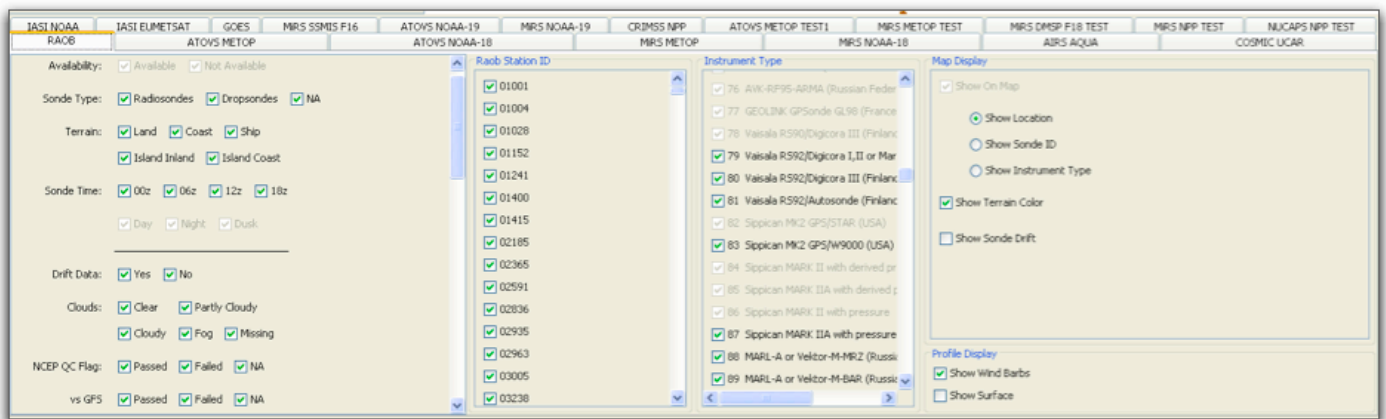 IASI NOAA IASI EUMETSAT GOES MIRS SSMIS F16 ATOVS NOAA-19 MIRS NOAA-19 CRIMSS NPP ATOVS METOP TEST1 MIRS METOP TEST MIRS DMSP F18 TEST MIRS NPP TEST NUCAPS NPP TEST
RAOB ATOVS METOP ATOVS NOAA-18 MIRS METOP MIRS NOAA-18 AIRS AQUA COSMIC UCAR
Availability: Available Not Available
Sonde Type: Radiosondes Dropsondes NA
Terrain: Land Coast Ship
Island Inland Island Coast
Sonde Time: 00z 06z 12z 18z
Day Night Dusk
Drift Data: Yes No
Clouds: Clear Partly Cloudy
Cloudy Fog Missing
NCEP QC Flag: Passed Failed NA
vs GFS Passed Failed NA
Raob Station ID
01001
01004
01028
01152
01241
01400
01415
02185
02365
02591
02836
02935
02963
03005
03238
Instrument Type
76 AVK-RF95-ARMA (Russian Feder
77 GEOLINK GPSonde GL98 (France
78 Vaisala RS90/Digicora III (Finlanc
79 Vaisala RS92/Digicora I,II or Mar
80 Vaisala RS92/Digicora III (Finlanc
81 Vaisala RS92/Autosonde (Finlanc
82 Sippican MK2 GPS/STAR (USA)
83 Sippican MK2 GPS/W9000 (USA)
84 Sippican MARK II with derived pr
85 Sippican MARK IIA with derived p
86 Sippican MARK II with pressure
87 Sippican MARK IIA with pressure
88 MARL-A or Vektor-M-MRZ (Russia
89 MARL-A or Vektor-M-BAR (Russia
Map Display
Show On Map
Show Location
Show Sonde ID
Show Instrument Type
Show Terrain Color
Show Sonde Drift
Profile Display
Show Wind Barbs
Show Surface